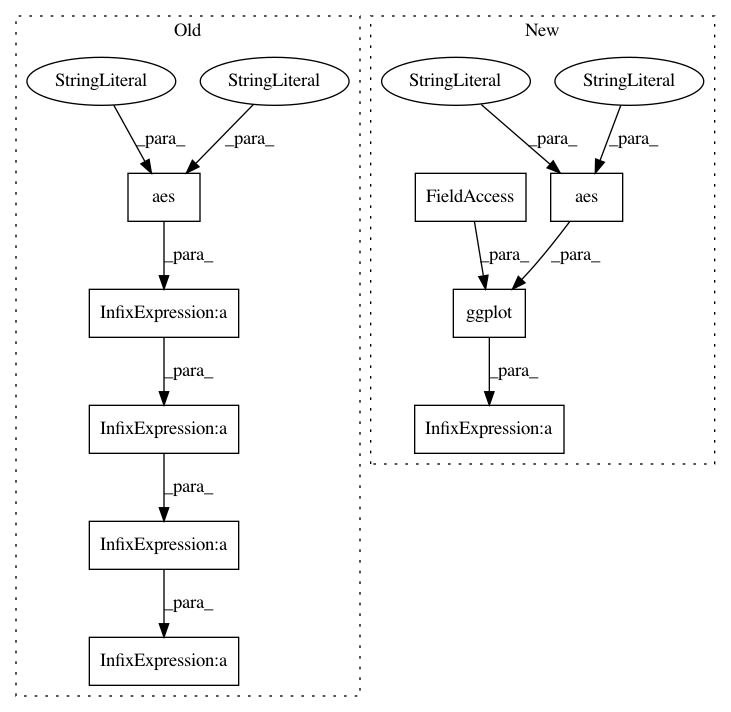 Old
New
StringLiteral
StringLiteral
StringLiteral
StringLiteral
_para_
_para_
_para_
_para_
aes
FieldAccess
aes
_para_
_para_
_para_
InfixExpression:a
ggplot
_para_
_para_
InfixExpression:a
InfixExpression:a
_para_
InfixExpression:a
_para_
InfixExpression:a